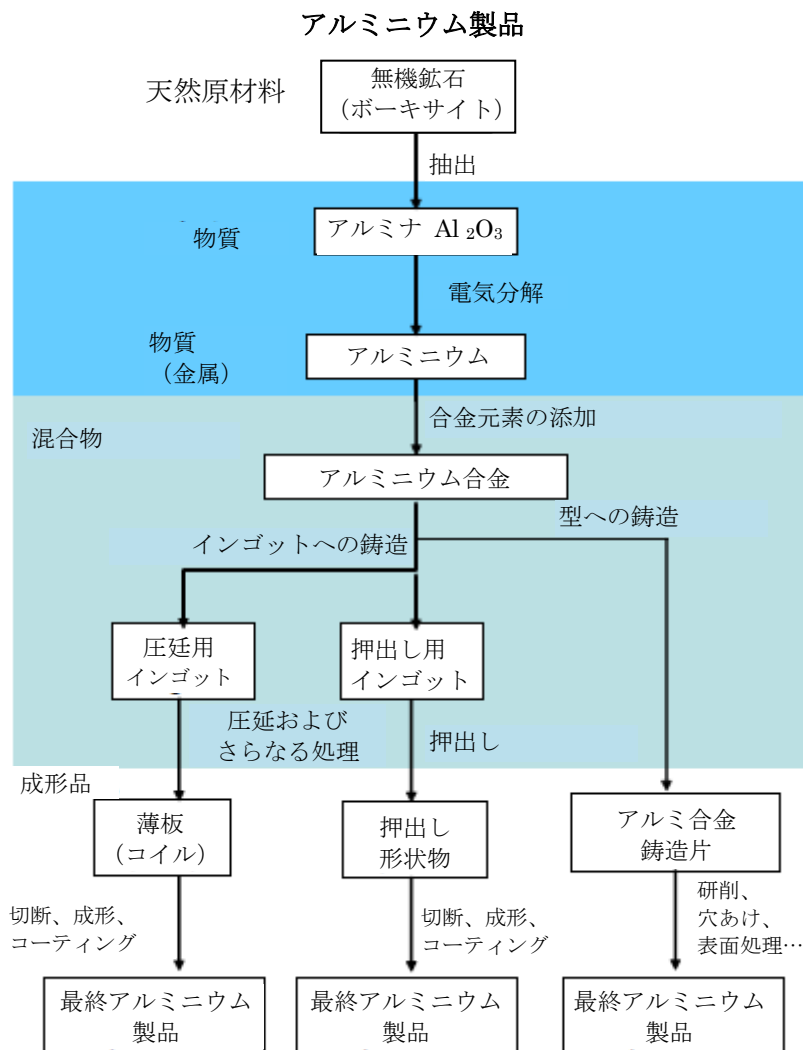 アルミニウム製品
天然原材料
無機鉱石
（ボーキサイト）
抽出
物質
アルミナ Al ₂O₃
電気分解
物質
（金属）
アルミニウム
合金元素の添加
混合物
アルミニウム合金
型への鋳造
インゴットへの鋳造
圧廷用
インゴット
押出し用
インゴット
圧延および
さらなる処理
押出し
成形品
薄板
（コイル）
押出し
形状物
アルミ合金
鋳造片
切断、成形、
コーティング
切断、成形、
コーティング
研削、
穴あけ、
表面処理…
最終アルミニウム
製品
最終アルミニウム
製品
最終アルミニウム
製品